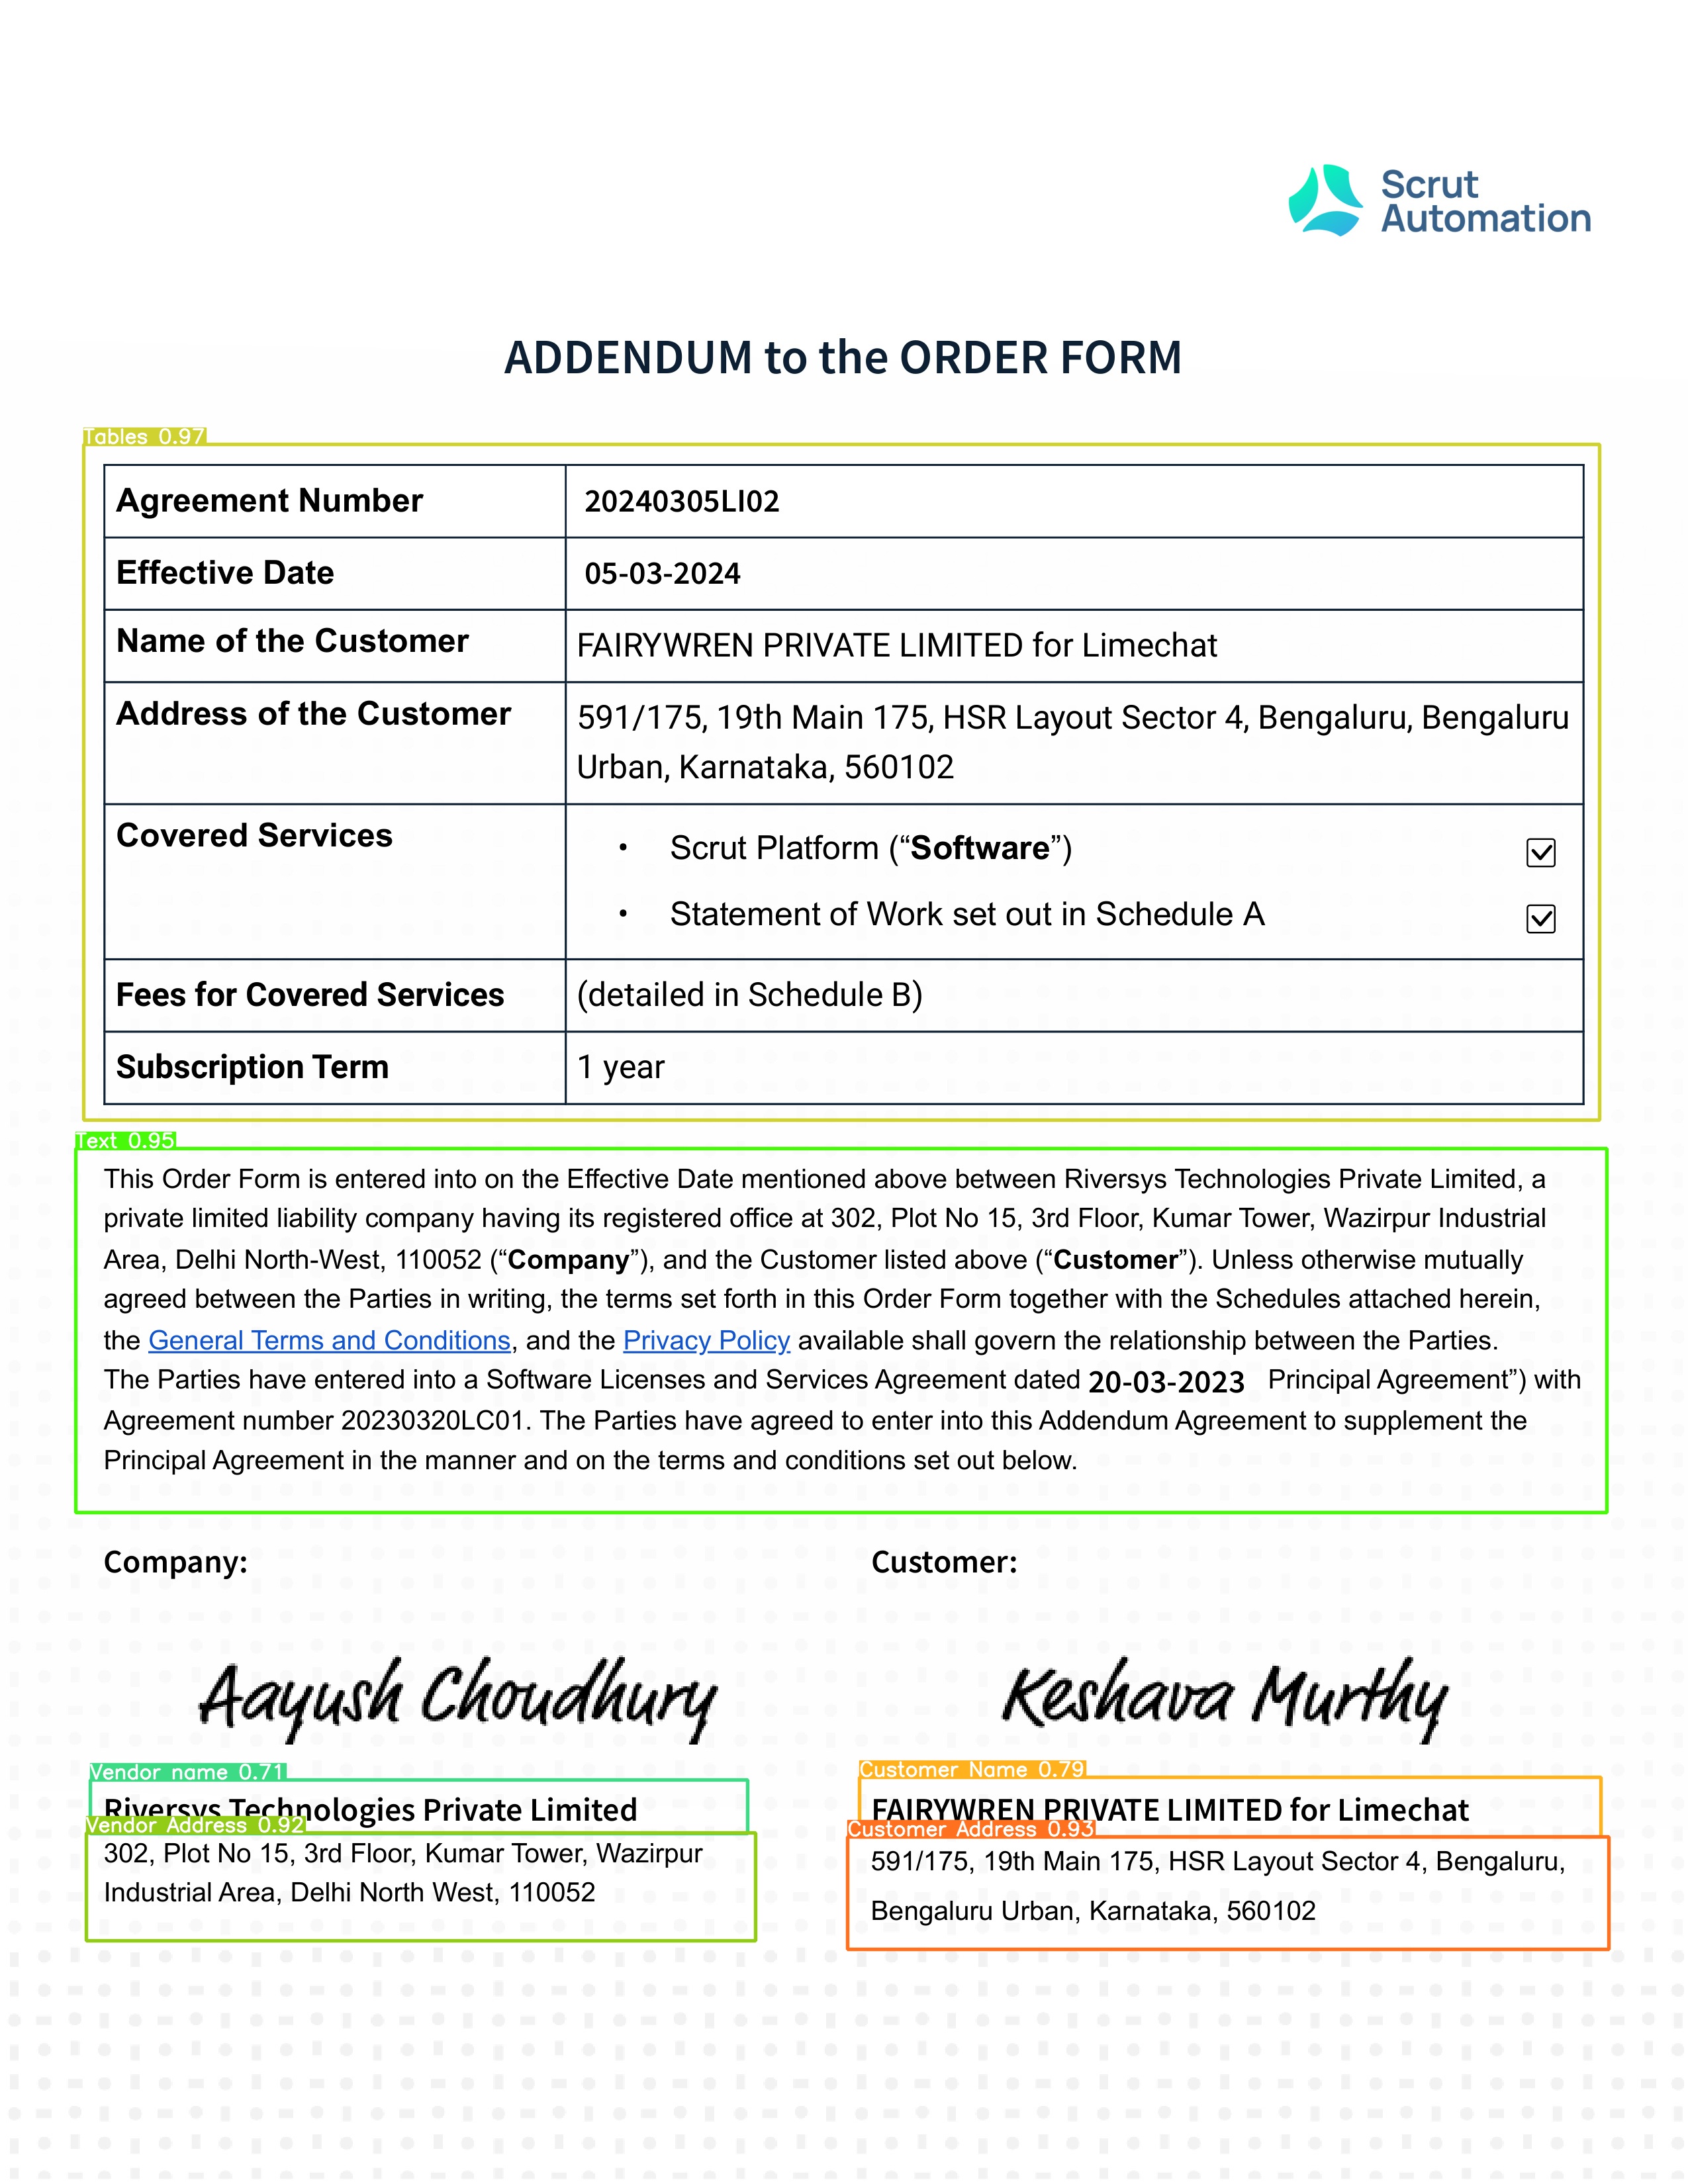 Scrut
Automation
ADDENDUM to the ORDER FORM
Tables 0.97
Agreement Number 20240305LI02
Effective Date 05-03-2024
Name of the Customer FAIRYWREN PRIVATE LIMITED for Limechat
Address of the Customer 591/175, 19th Main 175, HSR Layout Sector 4, Bengaluru, Bengaluru
Urban, Karnataka, 560102
Covered Services • Scrut Platform (“Software”) ☑
• Statement of Work set out in Schedule A ☑
Fees for Covered Services (detailed in Schedule B)
Subscription Term 1 year
Text 0.95
This Order Form is entered into on the Effective Date mentioned above between Riversys Technologies Private Limited, a
private limited liability company having its registered office at 302, Plot No 15, 3rd Floor, Kumar Tower, Wazirpur Industrial
Area, Delhi North-West, 110052 (“Company”), and the Customer listed above (“Customer”). Unless otherwise mutually
agreed between the Parties in writing, the terms set forth in this Order Form together with the Schedules attached herein,
the General Terms and Conditions, and the Privacy Policy available shall govern the relationship between the Parties.
The Parties have entered into a Software Licenses and Services Agreement dated 20-03-2023 Principal Agreement”) with
Agreement number 20230320LC01. The Parties have agreed to enter into this Addendum Agreement to supplement the
Principal Agreement in the manner and on the terms and conditions set out below.
Company: Customer:
Aayush Choudhury Keshava Murthy
Vendor name 0.71 Customer Name 0.79
Riversys Technologies Private Limited FAIRYWREN PRIVATE LIMITED for Limechat
Vendor Address 0.92 Customer Address 0.93
302, Plot No 15, 3rd Floor, Kumar Tower, Wazirpur 591/175, 19th Main 175, HSR Layout Sector 4, Bengaluru,
Industrial Area, Delhi North West, 110052 Bengaluru Urban, Karnataka, 560102